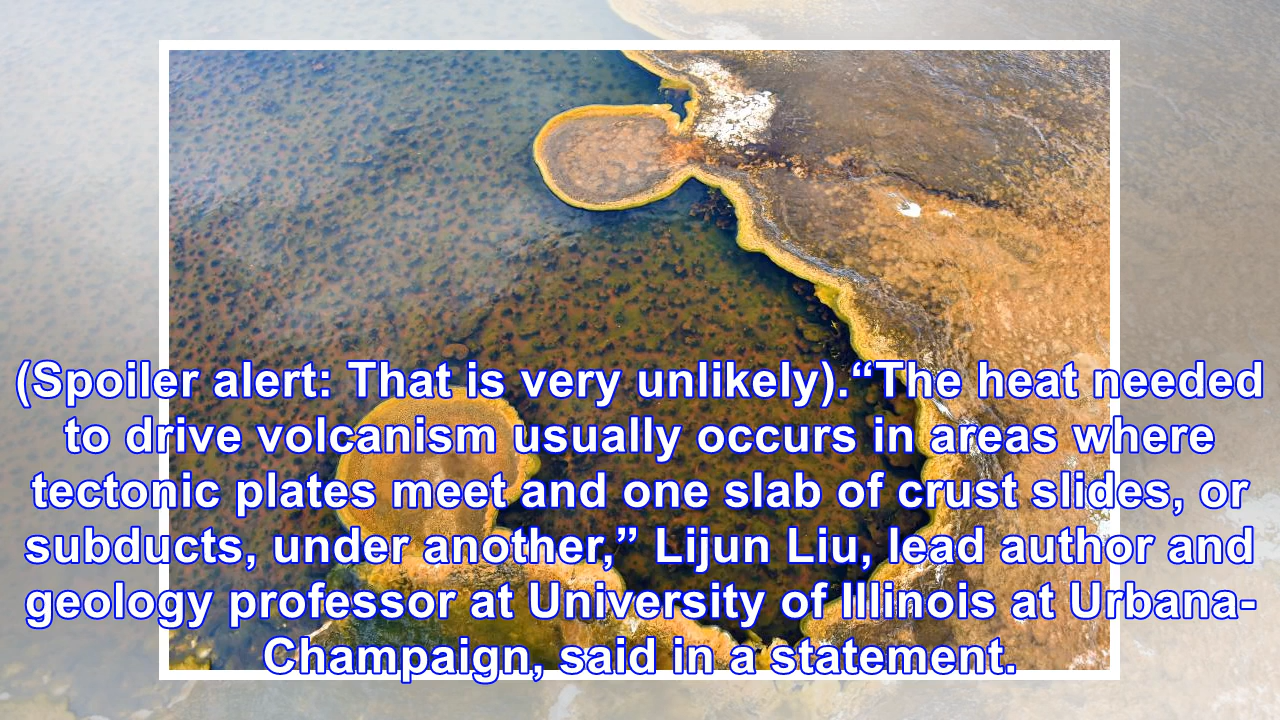 (Spoiler alert: That is very unlikely).“The heat needed
to drive volcanism usually occurs in areas where
tectonic plates meet and one slab of crust slides, or
subducts, under another,” Lijun Liu, lead author and
geology professor at University of Illinois at Urbana-
Champaign, said in a statement.